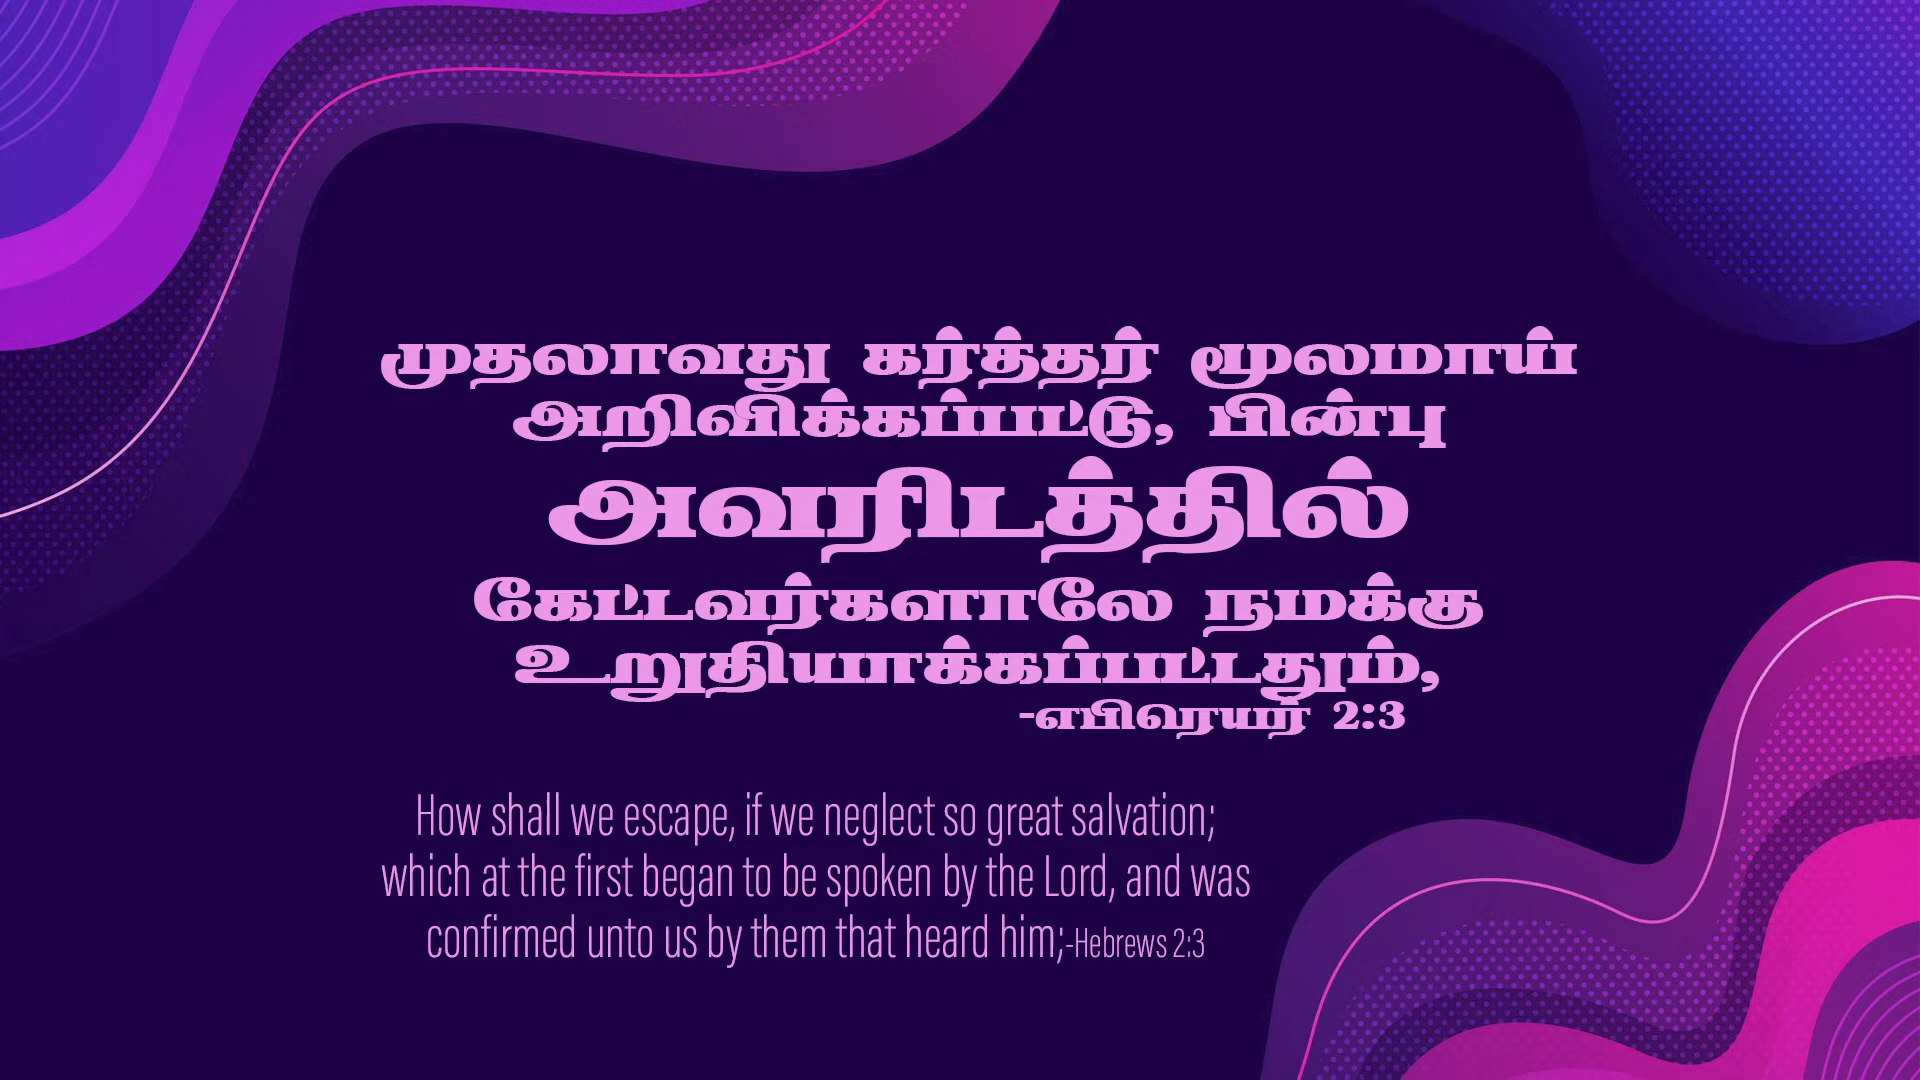 முதலாவது கர்த்தர் மூலமாய்
அறிவிக்கப்பட்டு, பின்பு
அவரிடத்தில்
கேட்டவர்களாலே நமக்கு
உறுதியாக்கப்பட்டதும்,
-எபிரெயர் 2:3
How shall we escape, if we neglect so great salvation;
which at the first began to be spoken by the Lord, and was
confirmed unto us by them that heard him;-Hebrews 2:3